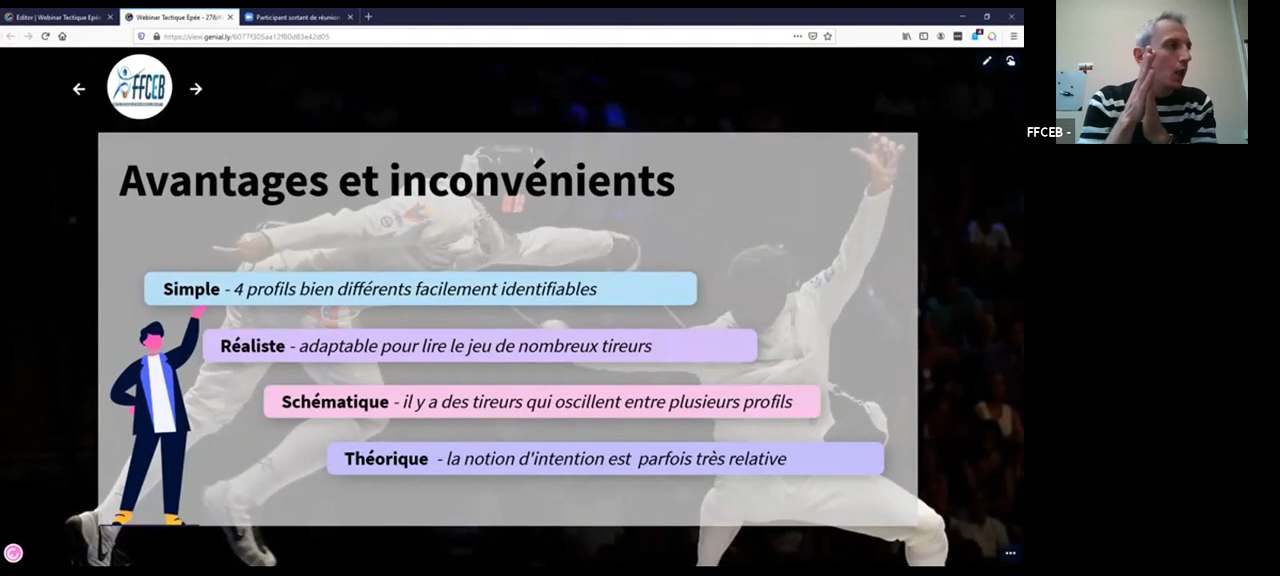 Editor | Webinar Tactique Epée
Webinar Tactique Epée - 27&
Participant sortant de réunion
https://view.genial.ly/6077f305aa12f60d83e42d05
FFCEB
FFCEB -
Avantages et inconvénients
Simple - 4 profils bien différents facilement identifiables
Réaliste - adaptable pour lire le jeu de nombreux tireurs
Schématique - il y a des tireurs qui oscillent entre plusieurs profils
Théorique - la notion d'intention est parfois très relative